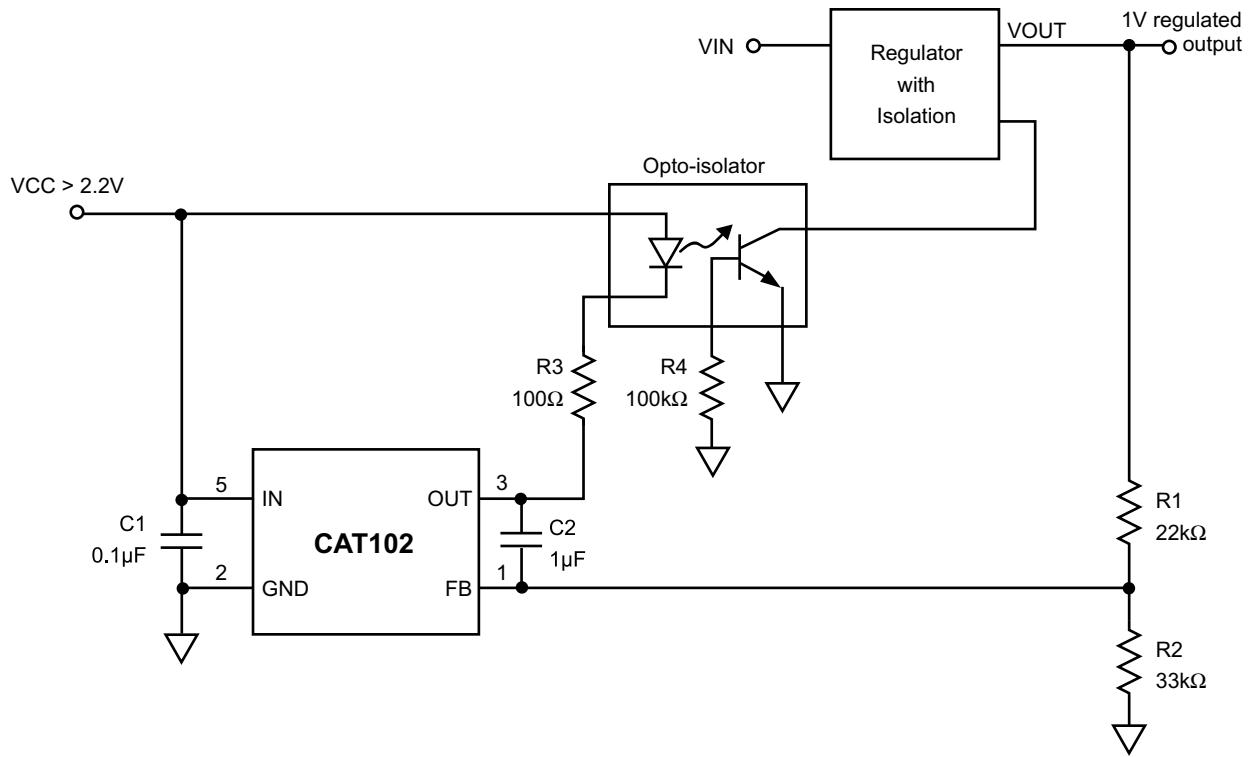 1V regulated
output
VIN
VOUT
Regulator
with
Isolation
Opto-isolator
VCC > 2.2V
R3
100Ω
R4
100kΩ
5
IN
OUT
3
C1
0.1µF
CAT102
C2
1µF
R1
22kΩ
2
GND
FB
1
R2
33kΩ